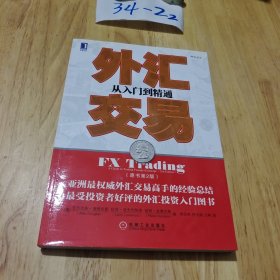 34-22
外汇
从入门到精通
交易
FX Trading
(原书第2版)
亚洲最权威外汇交易高手的经验总结
最受投资者好评的外汇投资入门图书
机械工业出版社